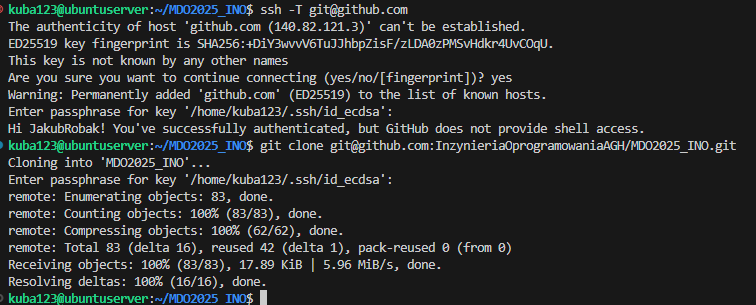 kuba123@ubuntuserver:~/MDO2025_INO$ ssh -T git@github.com
The authenticity of host 'github.com (140.82.121.3)' can't be established.
ED25519 key fingerprint is SHA256:+DiY3wvvV6TuJJhbpZisF/zLDA0zPMSvHdkr4UvCOqU.
This key is not known by any other names
Are you sure you want to continue connecting (yes/no/[fingerprint])? yes
Warning: Permanently added 'github.com' (ED25519) to the list of known hosts.
Enter passphrase for key '/home/kuba123/.ssh/id_ecdsa':
Hi JakubRobak! You've successfully authenticated, but GitHub does not provide shell access.
kuba123@ubuntuserver:~/MDO2025_INO$ git clone git@github.com:InzynieriaOprogramowaniaAGH/MDO2025_INO.git
Cloning into 'MDO2025_INO'...
Enter passphrase for key '/home/kuba123/.ssh/id_ecdsa':
remote: Enumerating objects: 83, done.
remote: Counting objects: 100% (83/83), done.
remote: Compressing objects: 100% (62/62), done.
remote: Total 83 (delta 16), reused 42 (delta 1), pack-reused 0 (from 0)
Receiving objects: 100% (83/83), 17.89 KiB | 5.96 MiB/s, done.
Resolving deltas: 100% (16/16), done.
kuba123@ubuntuserver:~/MDO2025_INO$